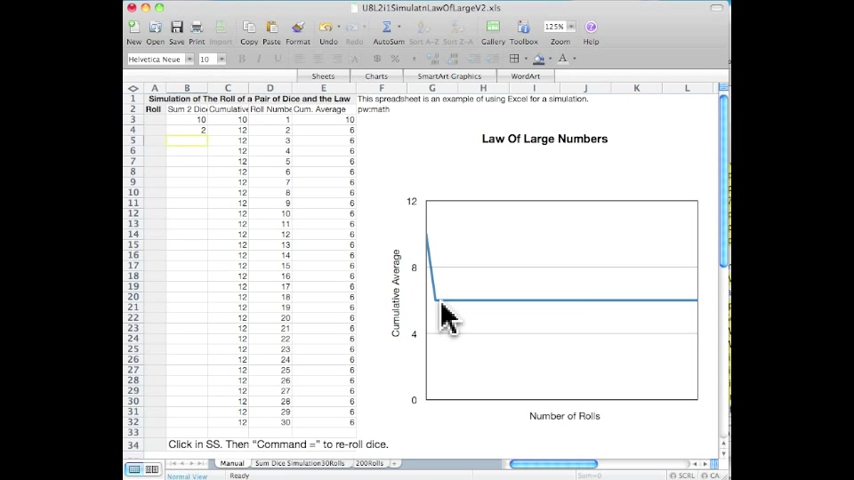 U8L2i1SimulatnLawOfLargeV2.xls
New Open Save Print Import Copy Paste Format Undo Redo AutoSum Sort A-Z Sort Z-A Gallery Toolbox Zoom Help
125%
Helvetica Neue 10 B I U
Sheets Charts SmartArt Graphics WordArt
A B C D E F G H I J K L
1 Simulation of The Roll of a Pair of Dice and the Law This spreadsheet is an example of using Excel for a simulation.
2 Roll Sum 2 Dic Cumulative Roll Numbe Cum. Average pw:math
3 10 10 1 10
4 2 12 2 6
5 12 3 6
6 12 4 6
7 12 5 6
8 12 6 6
9 12 7 6
10 12 8 6
11 12 9 6
12 12 10 6
13 12 11 6
14 12 12 6
15 12 13 6
16 12 14 6
17 12 15 6
18 12 16 6
19 12 17 6
20 12 18 6
21 12 19 6
22 12 20 6
23 12 21 6
24 12 22 6
25 12 23 6
26 12 24 6
27 12 25 6
28 12 26 6
29 12 27 6
30 12 28 6
31 12 29 6
32 12 30 6
33
34 Click in SS. Then “Command =” to re-roll dice.
Law Of Large Numbers
12
8
4
0
Cumulative Average
Number of Rolls
Manual Sum Dice Simulation30Rolls 200Rolls +
Normal View Ready Sum=0 SCRL CA